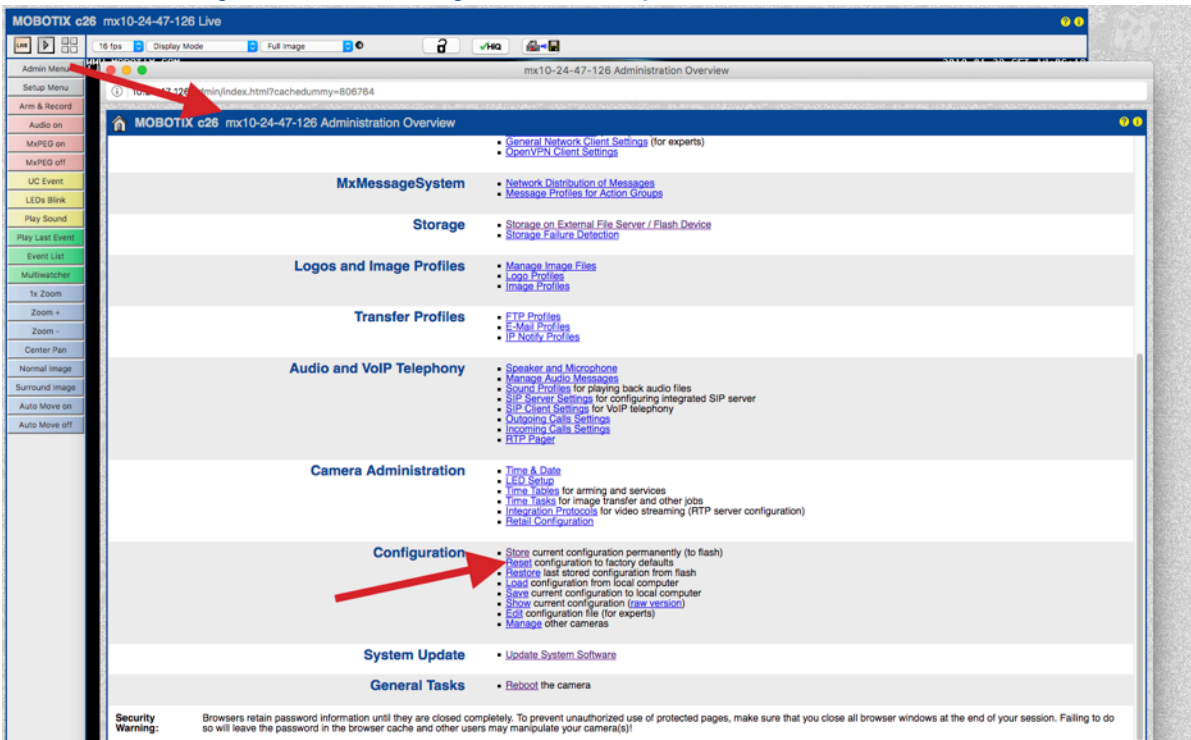 MOBOTIX c26 mx10-24-47-126 Live
LIVE
16 fps Display Mode Full Image
HiQ
Admin Menu
Setup Menu
Arm & Record
Audio on
MxPEG on
MxPEG off
UC Event
LEDs Blink
Play Sound
Play Last Event
Event List
Multiwatcher
1x Zoom
Zoom +
Zoom -
Center Pan
Normal image
Surround image
Auto Move on
Auto Move off
mx10-24-47-126 Administration Overview
dmin/index.html?cachedummy=806764
MOBOTIX c26 mx10-24-47-126 Administration Overview
General Network Client Settings (for experts)
OpenVPN Client Settings
MxMessageSystem
Network Distribution of Messages
Message Profiles for Action Groups
Storage
Storage on External File Server / Flash Device
Storage Failure Detection
Logos and Image Profiles
Manage Image Files
Logo Profiles
Image Profiles
Transfer Profiles
FTP Profiles
E-Mail Profiles
IP Notify Profiles
Audio and VoIP Telephony
Speaker and Microphone
Manage Audio Messages
Sound Profiles for playing back audio files
SIP Server Settings for configuring integrated SIP server
SIP Client Settings for VoIP telephony
Outgoing Calls Settings
Incoming Calls Settings
RTP Pager
Camera Administration
Time & Date
LED Setup
Time Tables for arming and services
Time Tasks for image transfer and other jobs
Integration Protocols for video streaming (RTP server configuration)
Retail Configuration
Configuration
Store current configuration permanently (to flash)
Reset configuration to factory defaults
Restore last stored configuration from flash
Load configuration from local computer
Save current configuration to local computer
Show current configuration (raw version)
Edit configuration file (for experts)
Manage other cameras
System Update
Update System Software
General Tasks
Reboot the camera
Security Warning:
Browsers retain password information until they are closed completely. To prevent unauthorized use of protected pages, make sure that you close all browser windows at the end of your session. Failing to do
so will leave the password in the browser cache and other users may manipulate your camera(s)!